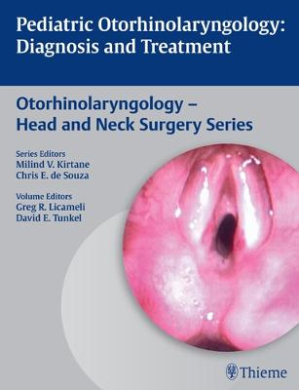 Pediatric Otorhinolaryngology:
Diagnosis and Treatment
Otorhinolaryngology –
Head and Neck Surgery Series
Series Editors
Milind V. Kirtane
Chris E. de Souza
Volume Editors
Greg R. Licameli
David E. Tunkel
Thieme